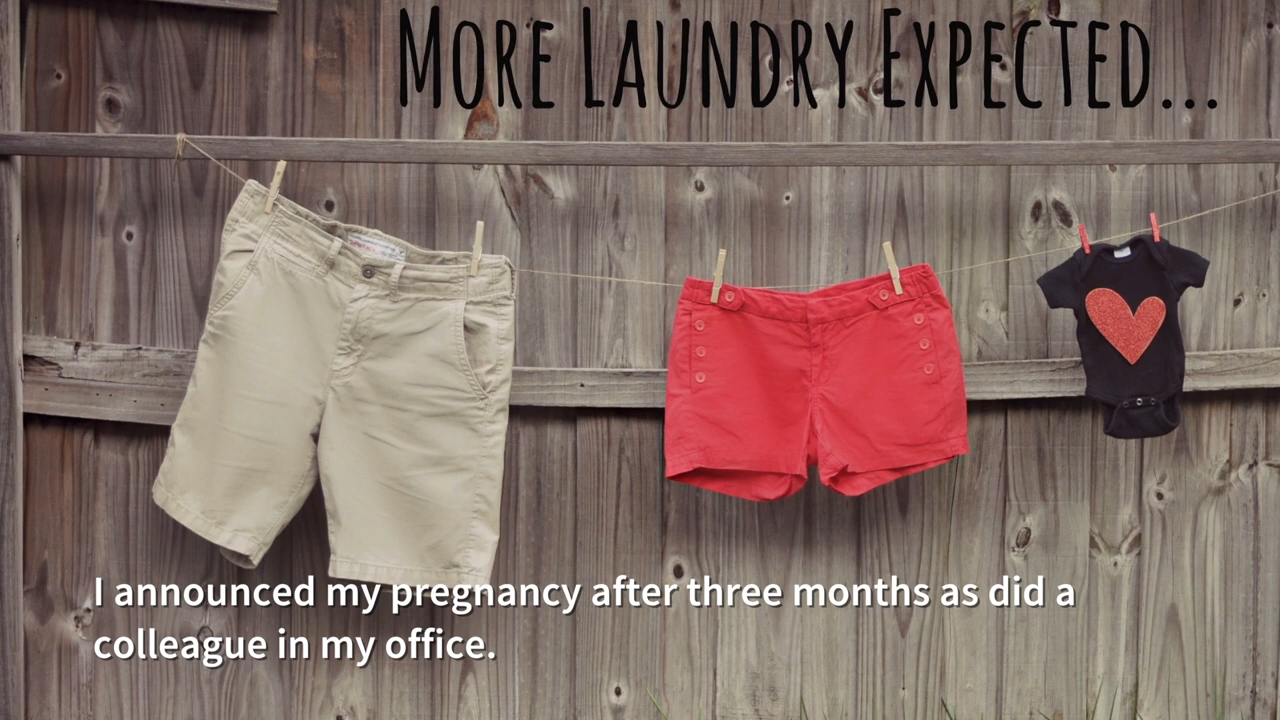 More Laundry Expected...
I announced my pregnancy after three months as did a
colleague in my office.